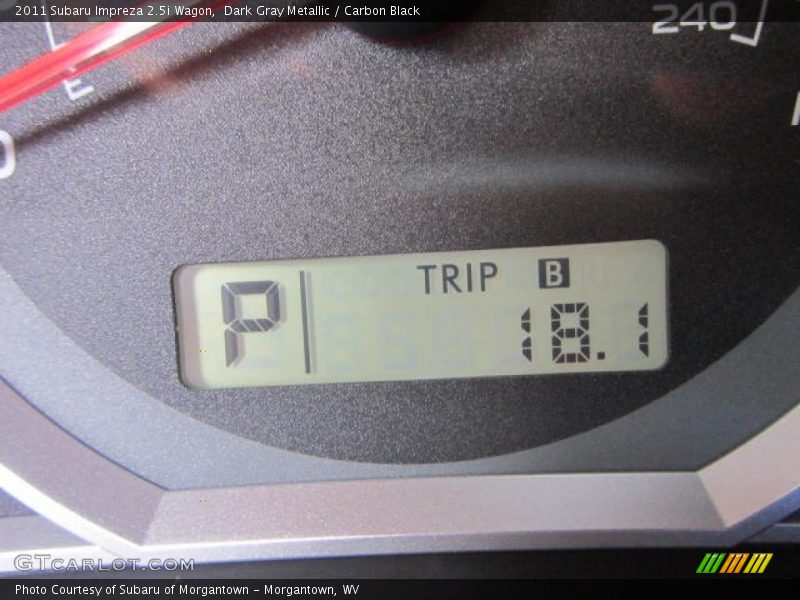 2011 Subaru Impreza 2.5i Wagon, Dark Gray Metallic / Carbon Black
240
E
0
P TRIP B
18.1
GTCARLOT.COM
Photo Courtesy of Subaru of Morgantown - Morgantown, WV